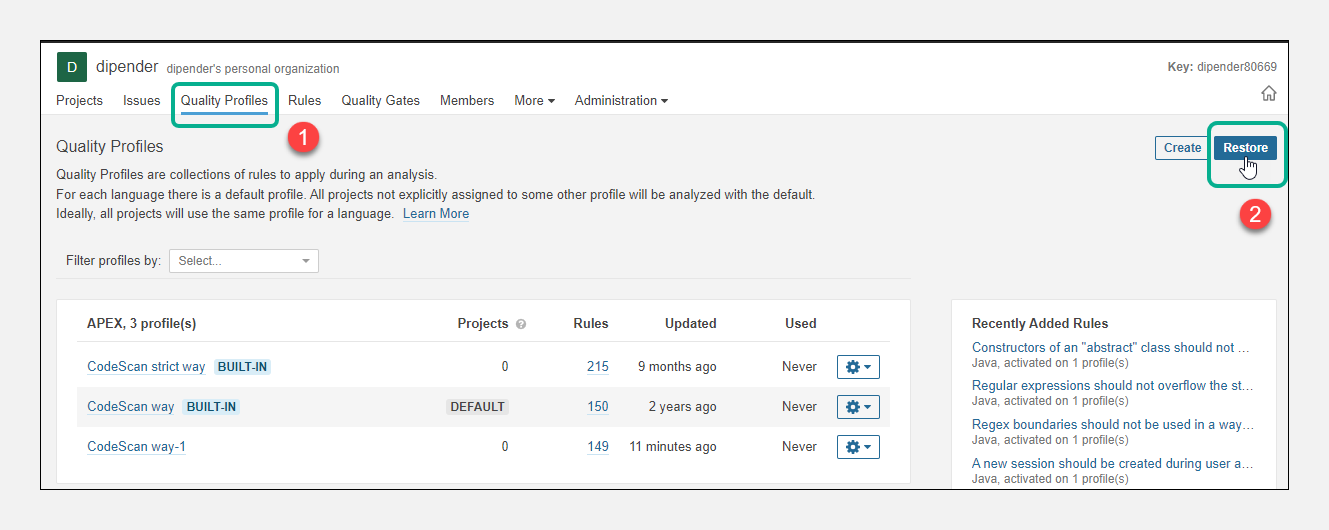 D dipender dipender's personal organization Key: dipender80669
Projects Issues Quality Profiles Rules Quality Gates Members More Administration
1
Quality Profiles Create Restore
Quality Profiles are collections of rules to apply during an analysis.
For each language there is a default profile. All projects not explicitly assigned to some other profile will be analyzed with the default.
Ideally, all projects will use the same profile for a language. Learn More
2
Filter profiles by: Select...
APEX, 3 profile(s) Projects ? Rules Updated Used
CodeScan strict way BUILT-IN 0 215 9 months ago Never
CodeScan way BUILT-IN DEFAULT 150 2 years ago Never
CodeScan way-1 0 149 11 minutes ago Never
Recently Added Rules
Constructors of an "abstract" class should not ...
Java, activated on 1 profile(s)
Regular expressions should not overflow the st...
Java, activated on 1 profile(s)
Regex boundaries should not be used in a way...
Java, activated on 1 profile(s)
A new session should be created during user a...
Java, activated on 1 profile(s)